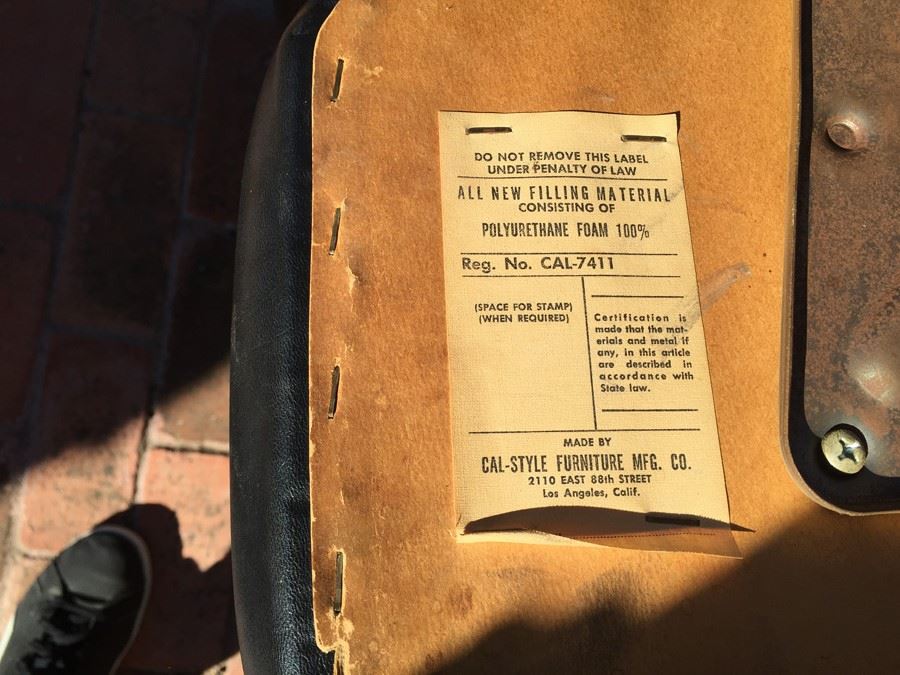 DO NOT REMOVE THIS LABEL
UNDER PENALTY OF LAW
ALL NEW FILLING MATERIAL
CONSISTING OF
POLYURETHANE FOAM 100%
Reg. No. CAL-7411
(SPACE FOR STAMP)
(WHEN REQUIRED)
Certification is
made that the mat-
erials and metal if
any, in this article
are described in
accordance with
State law.
MADE BY
CAL-STYLE FURNITURE MFG. CO.
2110 EAST 88th STREET
Los Angeles, Calif.